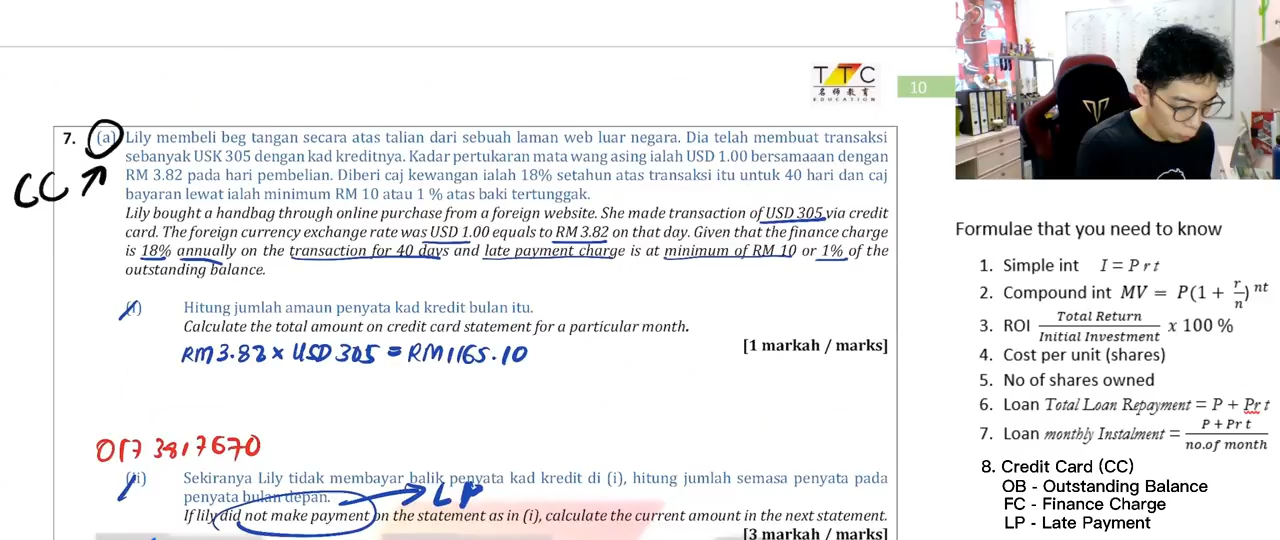 TTC
名师教育
EDUCATION
10
7. (a) Lily membeli beg tangan secara atas talian dari sebuah laman web luar negara. Dia telah membuat transaksi
sebanyak USK 305 dengan kad kreditnya. Kadar pertukaran mata wang asing ialah USD 1.00 bersamaaan dengan
RM 3.82 pada hari pembelian. Diberi caj kewangan ialah 18% setahun atas transaksi itu untuk 40 hari dan caj
bayaran lewat ialah minimum RM 10 atau 1 % atas baki tertunggak.
CC
Lily bought a handbag through online purchase from a foreign website. She made transaction of USD 305 via credit
card. The foreign currency exchange rate was USD 1.00 equals to RM 3.82 on that day. Given that the finance charge
is 18% annually on the transaction for 40 days and late payment charge is at minimum of RM 10 or 1% of the
outstanding balance.
(i) Hitung jumlah amaun penyata kad kredit bulan itu.
Calculate the total amount on credit card statement for a particular month.
[1 markah / marks]
RM3.82 x USD 305 = RM1165.10
017 3817670
(ii) Sekiranya Lily tidak membayar balik penyata kad kredit di (i), hitung jumlah semasa penyata pada
penyata bulan depan.
LP
If lily did not make payment on the statement as in (i), calculate the current amount in the next statement.
[3 markah / marks]
Formulae that you need to know
1. Simple int I = P r t
2. Compound int MV = P(1 + r/n) nt
3. ROI Total Return / Initial Investment x 100 %
4. Cost per unit (shares)
5. No of shares owned
6. Loan Total Loan Repayment = P + Pr t
7. Loan monthly Instalment = P + Pr t / no.of month
8. Credit Card (CC)
OB - Outstanding Balance
FC - Finance Charge
LP - Late Payment